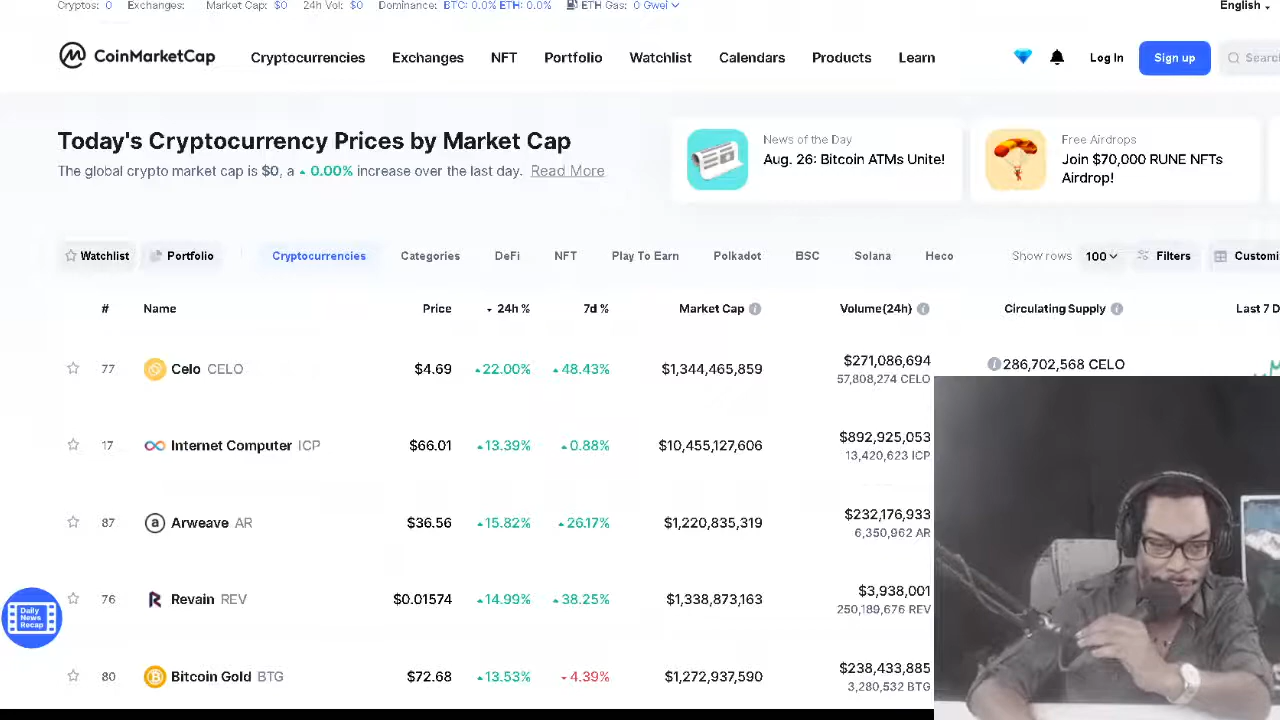 Cryptos: 0 Exchanges: Market Cap: $0 24h Vol: $0 Dominance: BTC: 0.0% ETH: 0.0% ETH Gas: 0 Gwei English
CoinMarketCap Cryptocurrencies Exchanges NFT Portfolio Watchlist Calendars Products Learn Log In Sign up Searc
Today's Cryptocurrency Prices by Market Cap
The global crypto market cap is $0, a 0.00% increase over the last day. Read More
News of the Day
Aug. 26: Bitcoin ATMs Unite!
Free Airdrops
Join $70,000 RUNE NFTs
Airdrop!
Watchlist Portfolio Cryptocurrencies Categories DeFi NFT Play To Earn Polkadot BSC Solana Heco Show rows 100 Filters Customi
# Name Price 24h % 7d % Market Cap Volume(24h) Circulating Supply Last 7 D
77 Celo CELO $4.69 22.00% 48.43% $1,344,465,859 $271,086,694 286,702,568 CELO
57,808,274 CELO
17 Internet Computer ICP $66.01 13.39% 0.88% $10,455,127,606 $892,925,053
13,420,623 ICP
87 Arweave AR $36.56 15.82% 26.17% $1,220,835,319 $232,176,933
6,350,962 AR
76 Revain REV $0.01574 14.99% 38.25% $1,338,873,163 $3,938,001
250,189,676 REV
Daily
News
Recap
80 Bitcoin Gold BTG $72.68 13.53% 4.39% $1,272,937,590 $238,433,885
3,280,532 BTG